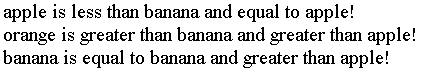 apple is less than banana and equal to apple!
orange is greater than banana and greater than apple!
banana is equal to banana and greater than apple!